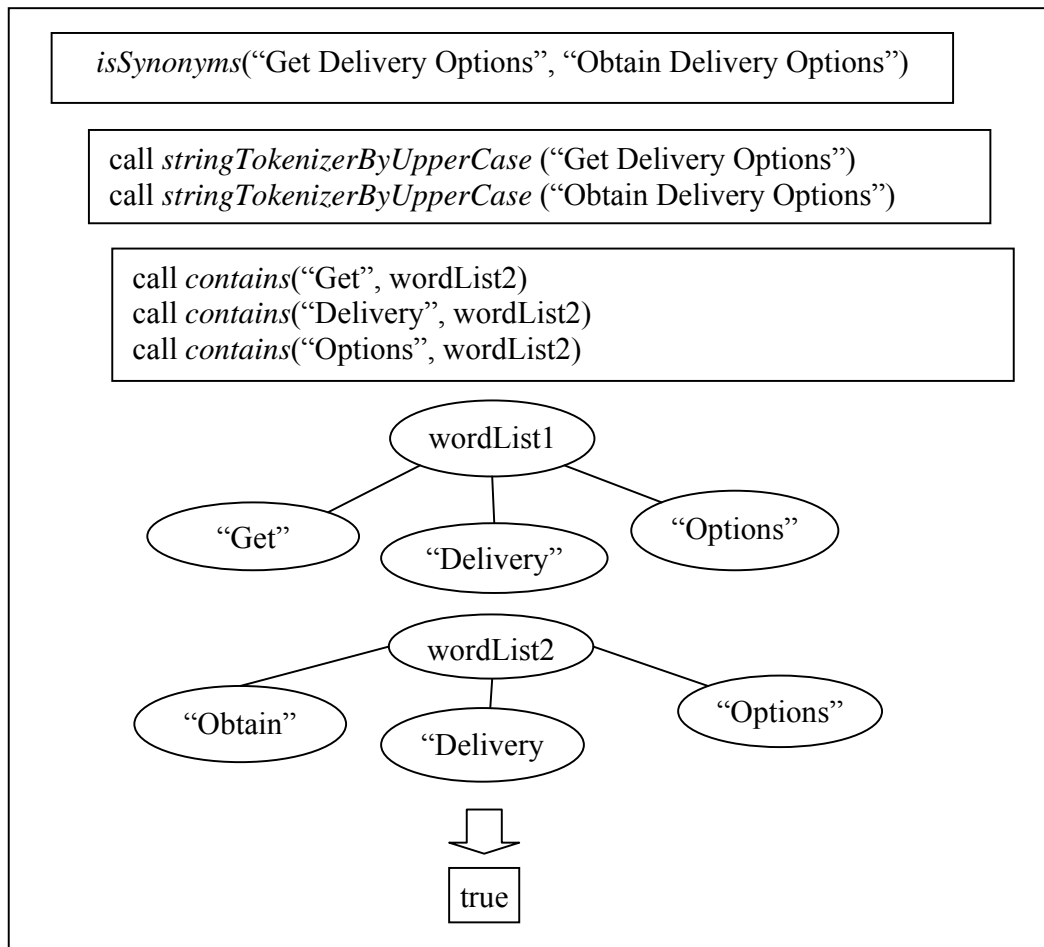 isSynonyms(“Get Delivery Options”, “Obtain Delivery Options”)
call stringTokenizerByUpperCase (“Get Delivery Options”)
call stringTokenizerByUpperCase (“Obtain Delivery Options”)
call contains(“Get”, wordList2)
call contains(“Delivery”, wordList2)
call contains(“Options”, wordList2)
wordList1
“Get”
“Delivery”
“Options”
wordList2
“Obtain”
“Delivery
“Options”
true